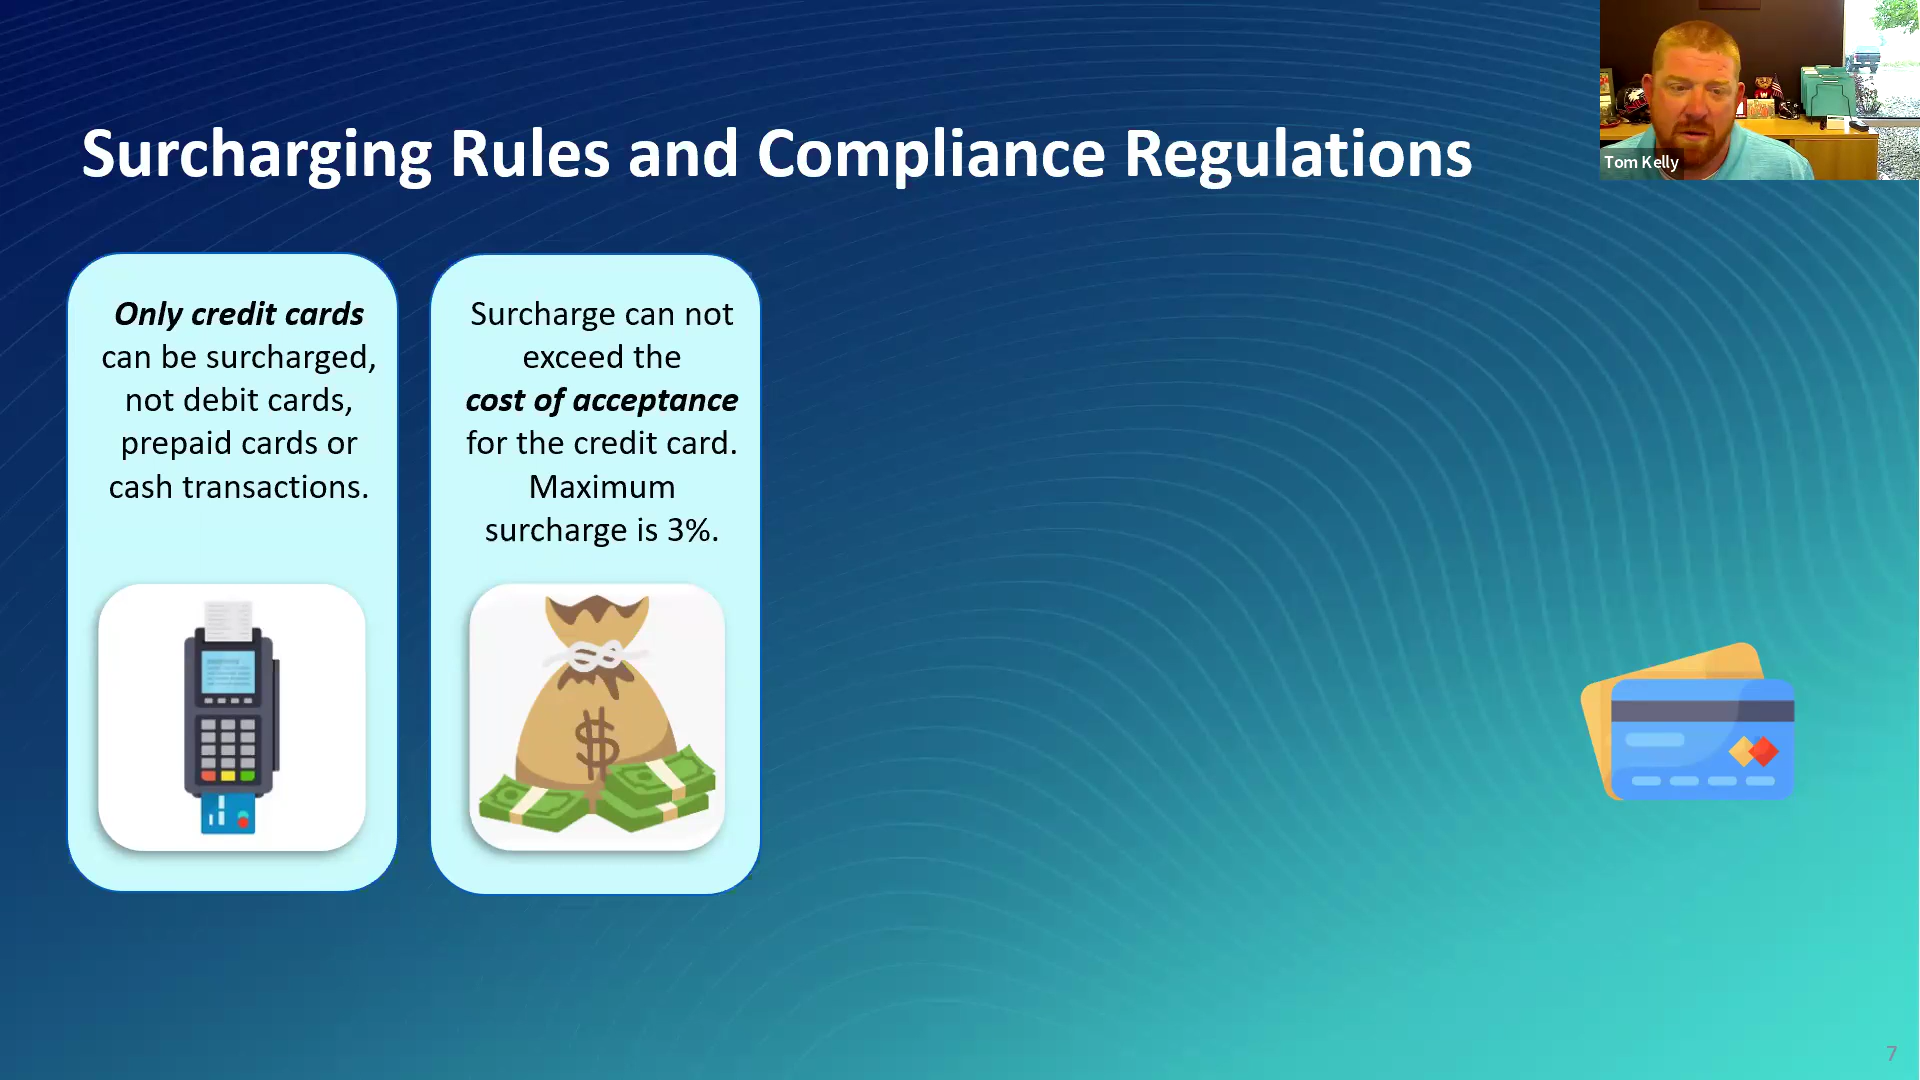 Surcharging Rules and Compliance Regulations
Tom Kelly
Only credit cards
can be surcharged,
not debit cards,
prepaid cards or
cash transactions.
Surcharge can not
exceed the
cost of acceptance
for the credit card.
Maximum
surcharge is 3%.
$
7